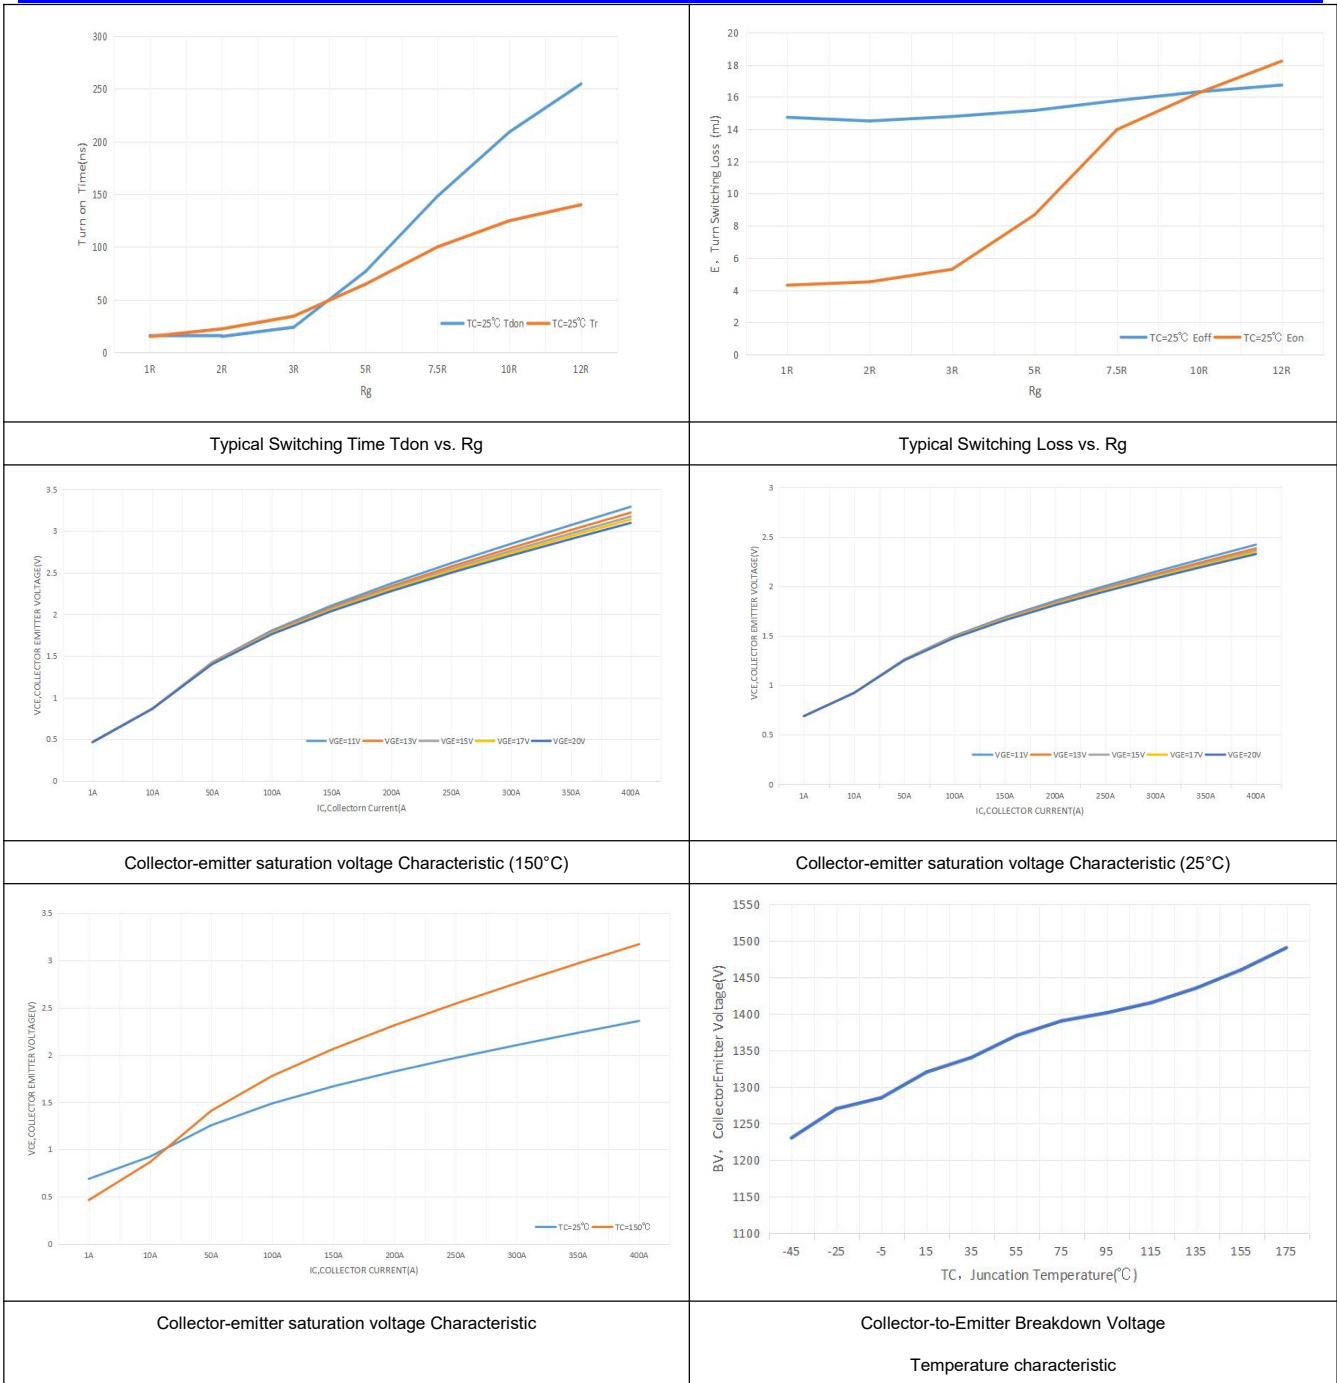 300
250
200
150
100
50
0
Turn on Time(ns)
TC=25℃ Tdon TC=25℃ Tr
1R 2R 3R 5R 7.5R 10R 12R
Rg
20
18
16
14
12
10
8
6
4
2
0
E, Turn Switching Loss (mJ)
TC=25℃ Eoff TC=25℃ Eon
1R 2R 3R 5R 7.5R 10R 12R
Rg
Typical Switching Time Tdon vs. Rg
Typical Switching Loss vs. Rg
3.5
3
2.5
2
1.5
1
0.5
0
VCE,COLLECTOR EMITTER VOLTAGE(V)
VGE=11V VGE=13V VGE=15V VGE=17V VGE=20V
1A 10A 50A 100A 150A 200A 250A 300A 350A 400A
IC,Collectorn Current(A
3
2.5
2
1.5
1
0.5
0
VCE,COLLECTOR EMITTER VOLTAGE(V)
VGE=11V VGE=13V VGE=15V VGE=17V VGE=20V
1A 10A 50A 100A 150A 200A 250A 300A 350A 400A
IC,COLLECTOR CURRENT(A)
Collector-emitter saturation voltage Characteristic (150°C)
Collector-emitter saturation voltage Characteristic (25°C)
3.5
3
2.5
2
1.5
1
0.5
0
VCE,COLLECTOR EMITTER VOLTAGE(V)
TC=25℃ TC=150℃
1A 10A 50A 100A 150A 200A 250A 300A 350A 400A
IC,COLLECTOR CURRENT(A)
1550
1500
1450
1400
1350
1300
1250
1200
1150
1100
BV, CollectorEmitter Voltage(V)
-45 -25 -5 15 35 55 75 95 115 135 155 175
TC, Juncation Temperature(℃)
Collector-emitter saturation voltage Characteristic
Collector-to-Emitter Breakdown Voltage
Temperature characteristic